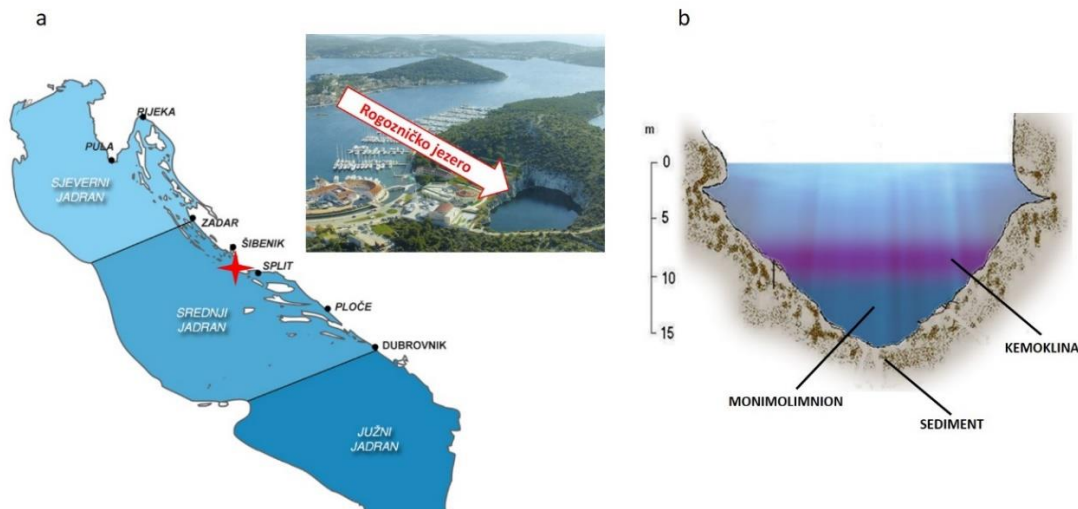 a
b
RIJEKA
PULA
SJEVERNI
JADRAN
ZADAR
ŠIBENIK
SPLIT
SREDNJI
JADRAN
PLOČE
DUBROVNIK
JUŽNI
JADRAN
Rogozničko jezero
m
0
5
10
15
KEMOKLINA
MONIMOLIMNION
SEDIMENT